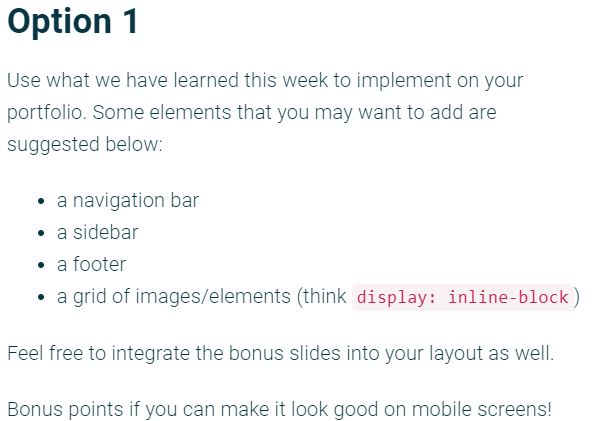 Option 1
Use what we have learned this week to implement on your
portfolio. Some elements that you may want to add are
suggested below:
• a navigation bar
• a sidebar
• a footer
• a grid of images/elements (think display: inline-block)
Feel free to integrate the bonus slides into your layout as well.
Bonus points if you can make it look good on mobile screens!